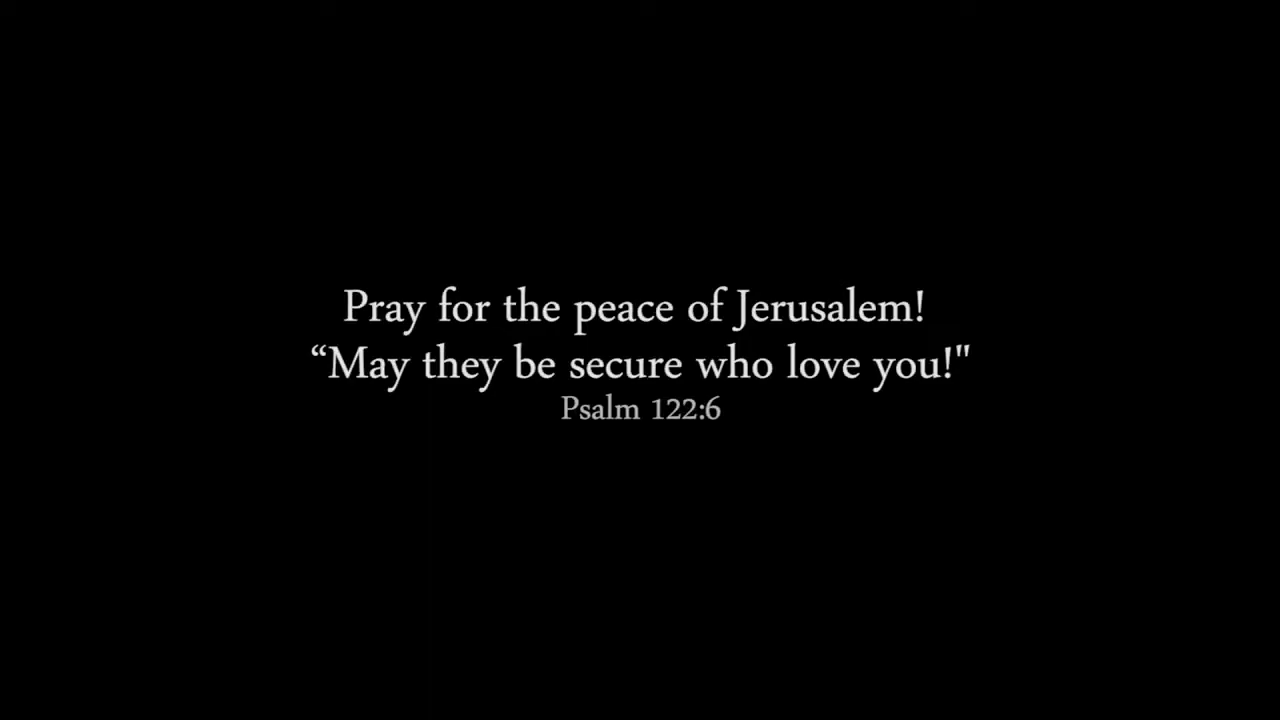 Pray for the peace of Jerusalem!
“May they be secure who love you!"
Psalm 122:6